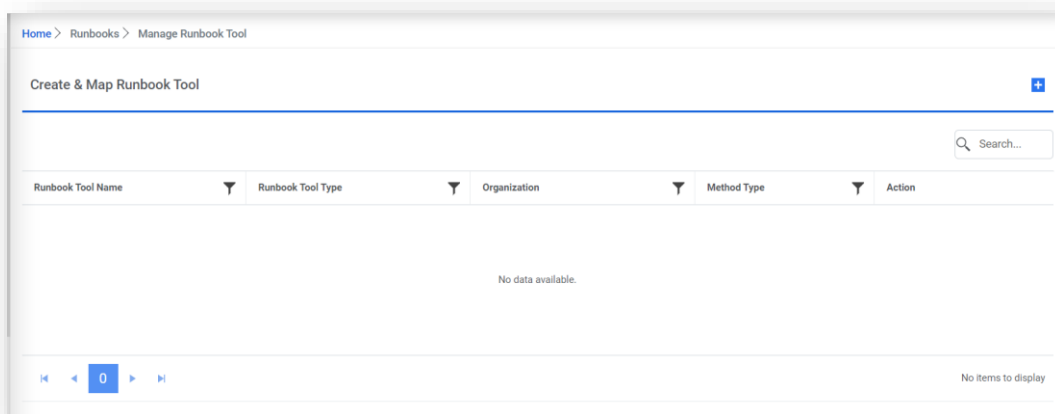 Home > Runbooks > Manage Runbook Tool
Create & Map Runbook Tool
Search...
Runbook Tool Name Runbook Tool Type Organization Method Type Action
No data available.
0 No items to display